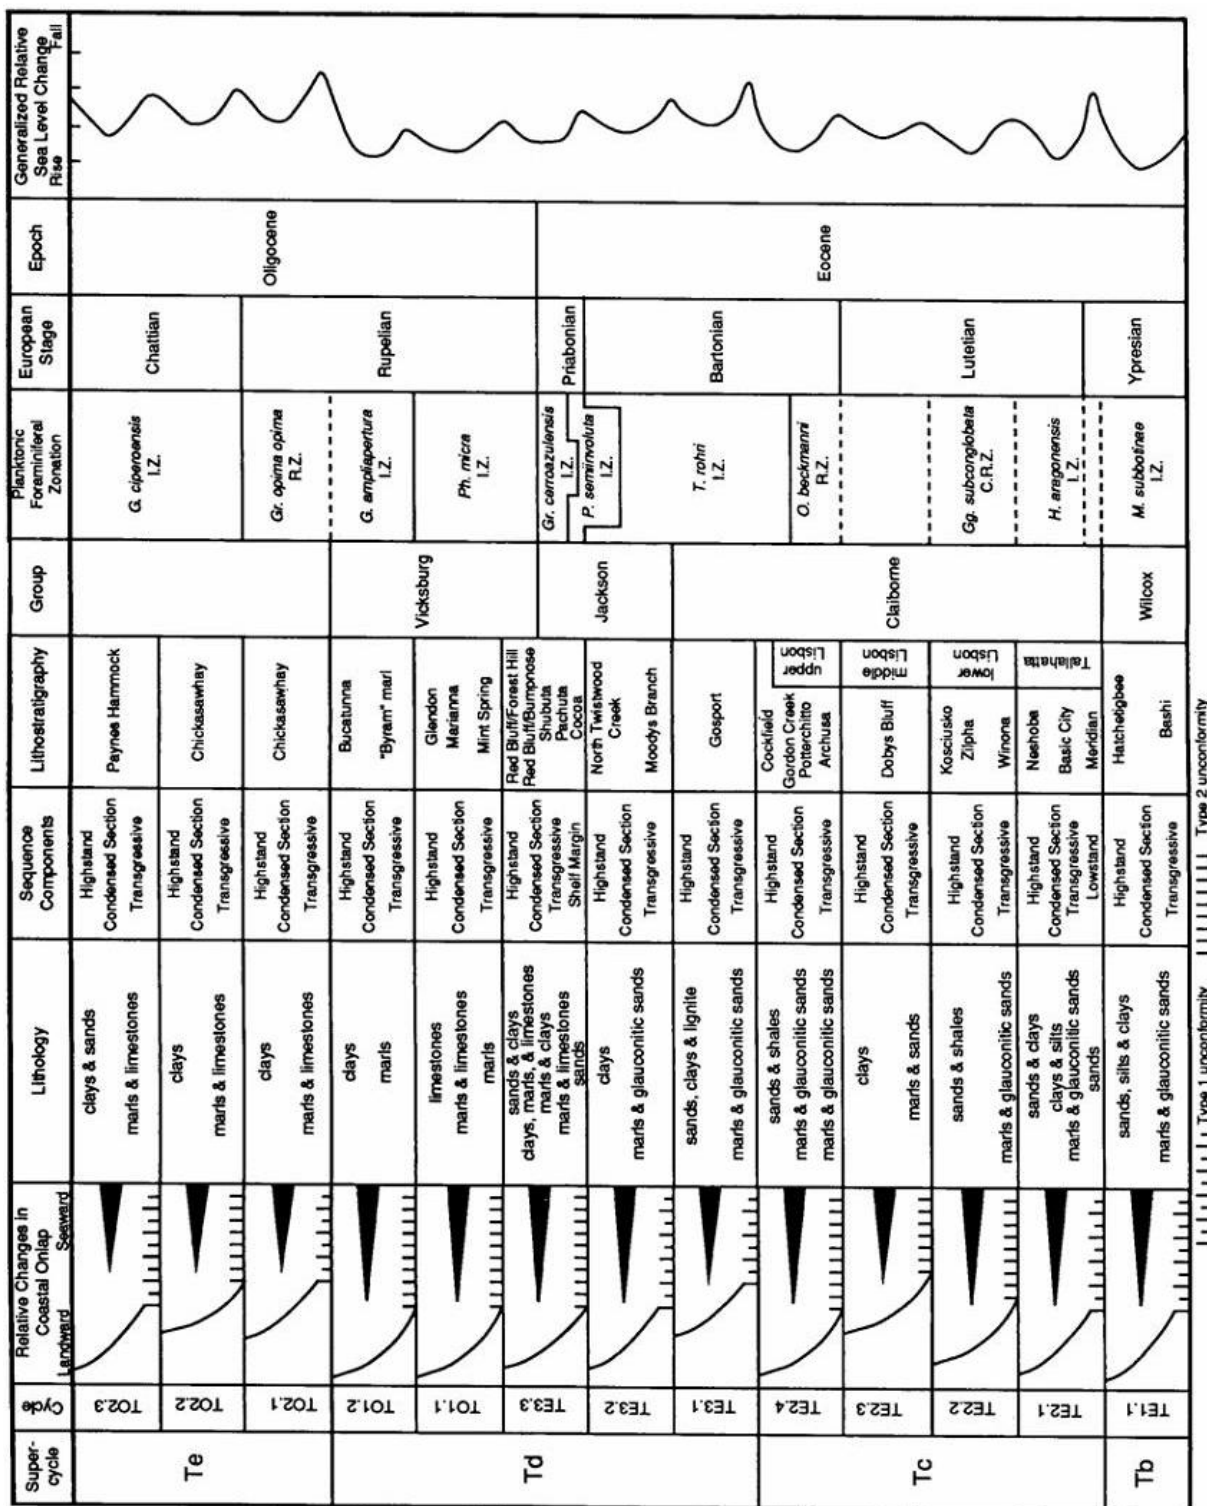 Super-
cycle
Te
Td
Tc
Tb
Cycle
TO2.3
TO2.2
TO2.1
TO1.2
TO1.1
TE3.3
TE3.2
TE3.1
TE2.4
TE2.3
TE2.2
TE2.1
TE1.1
Relative Changes in
Coastal Onlap
Landward Seaward
Lithology
clays & sands
marls & limestones
clays
marls & limestones
clays
marls & limestones
clays
marls
limestones
marls & limestones
marls
sands & clays
clays, marls, & limestones
marls & clays
marls & limestones
sands
clays
marls & glauconitic sands
sands, clays & lignite
marls & glauconitic sands
sands & shales
marls & glauconitic sands
marls & glauconitic sands
clays
marls & sands
sands & shales
marls & glauconitic sands
sands & clays
clays & silts
marls & glauconitic sands
sands
sands, silts & clays
marls & glauconitic sands
Sequence
Components
Highstand
Condensed Section
Transgressive
Highstand
Condensed Section
Transgressive
Highstand
Condensed Section
Transgressive
Highstand
Condensed Section
Transgressive
Highstand
Condensed Section
Transgressive
Highstand
Condensed Section
Transgressive
Shelf Margin
Highstand
Condensed Section
Transgressive
Highstand
Condensed Section
Transgressive
Highstand
Condensed Section
Transgressive
Highstand
Condensed Section
Transgressive
Highstand
Condensed Section
Transgressive
Highstand
Condensed Section
Transgressive
Lowstand
Highstand
Condensed Section
Transgressive
Lithostratigraphy
Paynes Hammock
Chickasawhay
Chickasawhay
Bucatunna
"Byram" marl
Glendon
Marianna
Mint Spring
Red Bluff/Forest Hill
Red Bluff/Bumpnose
Shubuta
Pachuta
Cocoa
North Twistwood
Creek
Moodys Branch
Gosport
Cockfield
Gordon Creek
Potterchitto
Archusa
upper
Lisbon
Dobys Bluff
middle
Lisbon
Kosciusko
Zilpha
Winona
lower
Lisbon
Neshoba
Basic City
Meridian
Tallahatta
Hatchetigbee
Bashi
Group
Vicksburg
Jackson
Claiborne
Wilcox
Planktonic
Foraminiferal
Zonation
G. ciperoensis
I.Z.
Gr. opima opima
R.Z.
G. ampliapertura
I.Z.
Ph. micra
I.Z.
Gr. cerroazulensis
I.Z.
P. semiinvoluta
I.Z.
T. rohri
I.Z.
O. beckmanni
R.Z.
Gg. subconglobata
C.R.Z.
H. aragonensis
I. Z.
M. subbotinae
I.Z.
European
Stage
Chattian
Rupelian
Priabonian
Bartonian
Lutetian
Ypresian
Epoch
Oligocene
Eocene
Generalized Relative
Sea Level Change
Rise Fall
Type 1 unconformity Type 2 unconformity